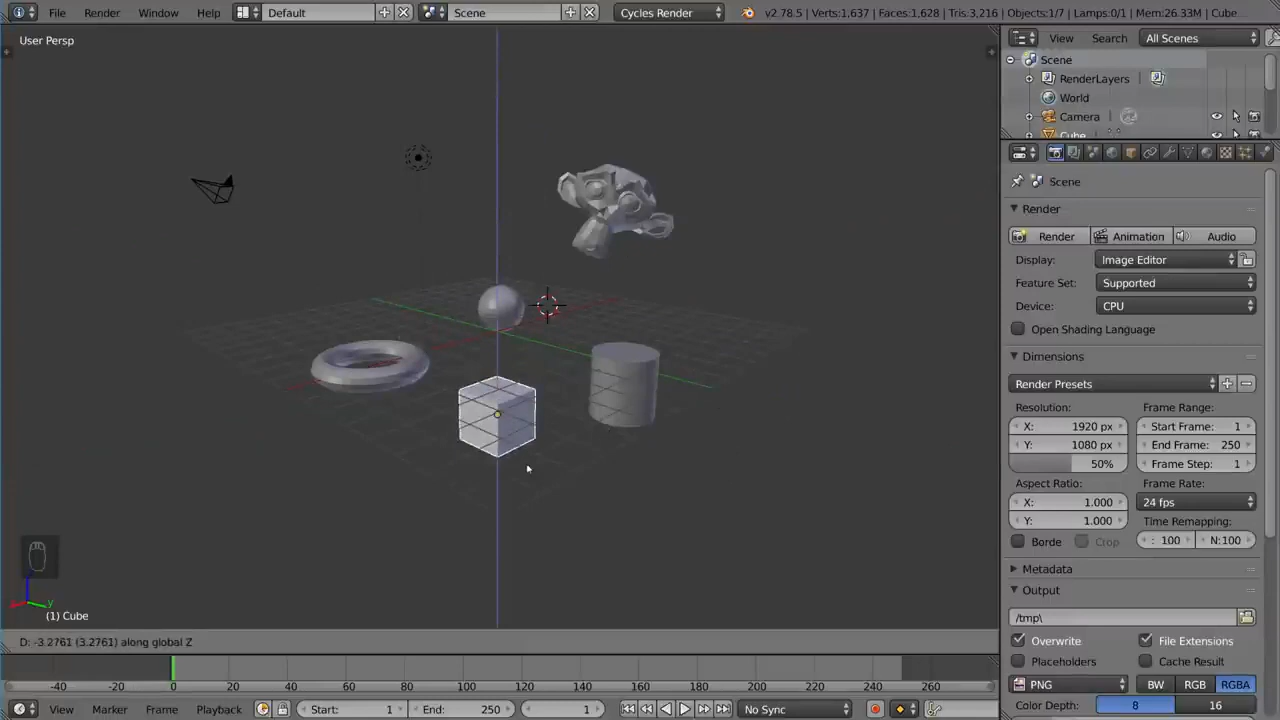 File Render Window Help Default Scene Cycles Render v2.78.5 | Verts:1,637 | Faces:1,628 | Tris:3,216 | Objects:1/7 | Lamps:0/1 | Mem:26.33M | Cube...
User Persp
View Search All Scenes
Scene
RenderLayers
World
Camera
Cube
Scene
Render
Render Animation Audio
Display: Image Editor
Feature Set: Supported
Device: CPU
Open Shading Language
Dimensions
Render Presets
Resolution: Frame Range:
X: 1920 px Start Frame: 1
Y: 1080 px End Frame: 250
50% Frame Step: 1
Aspect Ratio: Frame Rate:
X: 1.000 24 fps
Y: 1.000 Time Remapping:
Borde Crop : 100 N:100
Metadata
Output
/tmp\
Overwrite File Extensions
Placeholders Cache Result
PNG BW RGB RGBA
Color Depth: 8 16
z
y
(1) Cube
D: -3.2761 (3.2761) along global Z
-40 -20 0 20 40 60 80 100 120 140 160 180 200 220 240 260
View Marker Frame Playback Start: 1 End: 250 1 No Sync